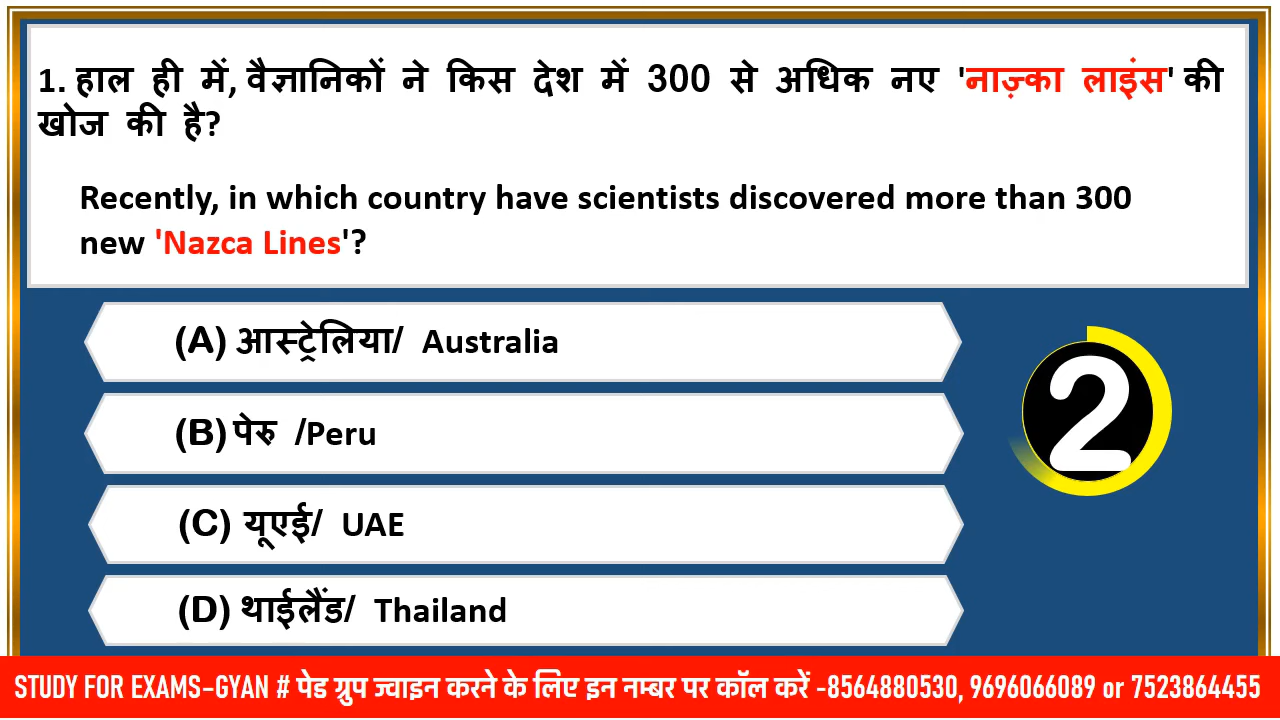 1. हाल ही में, वैज्ञानिकों ने किस देश में 300 से अधिक नए 'नाज़्का लाइंस' की
खोज की है?
Recently, in which country have scientists discovered more than 300
new 'Nazca Lines'?
(A) आस्ट्रेलिया/ Australia
(B) पेरु /Peru
(C) यूएई/ UAE
(D) थाईलैंड/ Thailand
2
STUDY FOR EXAMS-GYAN # पेड ग्रुप ज्वाइन करने के लिए इन नम्बर पर कॉल करें -8564880530, 9696066089 or 7523864455